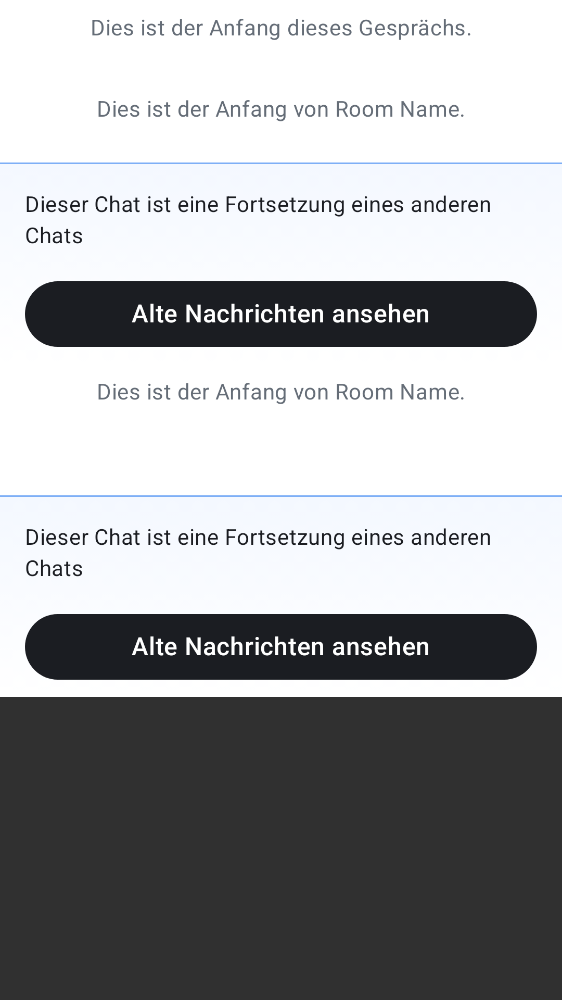 Dies ist der Anfang dieses Gesprächs.
Dies ist der Anfang von Room Name.
Dieser Chat ist eine Fortsetzung eines anderen
Chats
Alte Nachrichten ansehen
Dies ist der Anfang von Room Name.
Dieser Chat ist eine Fortsetzung eines anderen
Chats
Alte Nachrichten ansehen